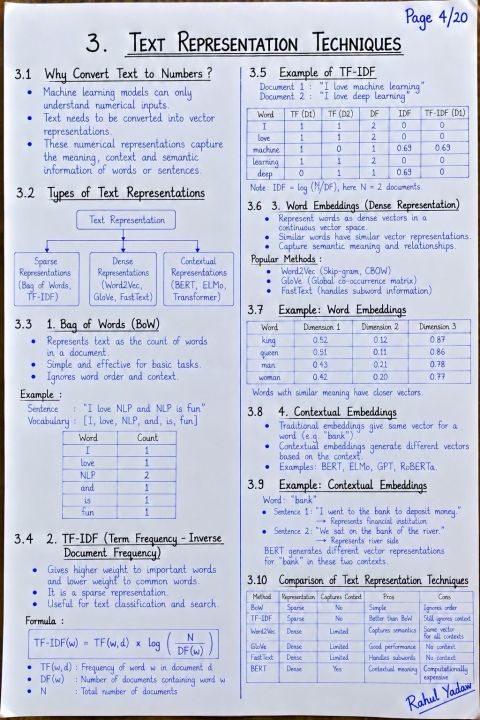 Page 4/20
3. TEXT REPRESENTATION TECHNIQUES
3.1 Why Convert Text to Numbers?
• Machine learning models can only
understand numerical inputs.
• Text needs to be converted into vector
representations.
• These numerical representations capture
the meaning, context and semantic
information of words or sentences.
3.2 Types of Text Representations
Text Representation
Sparse Representations (Bag of Words, TF-IDF)
Dense Representations (Word2Vec, GloVe, FastText)
Contextual Representations (BERT, ELMo, Transformer)
3.3 1. Bag of Words (BoW)
• Represents text as the count of words
in a document.
• Simple and effective for basic tasks.
• Ignores word order and context.
Example :
Sentence : "I love NLP and NLP is fun"
Vocabulary : [I, love, NLP, and, is, fun]
Word Count
I 1
love 1
NLP 2
and 1
is 1
fun 1
3.4 2. TF-IDF (Term Frequency - Inverse
Document Frequency)
• Gives higher weight to important words
and lower weight to common words.
• It is a sparse representation.
• Useful for text classification and search.
Formula :
TF-IDF(w) = TF(w, d) x log ( N / DF(w) )
• TF(w, d) : Frequency of word w in document d
• DF(w) : Number of documents containing word w
• N : Total number of documents
3.5 Example of TF-IDF
Document 1 : "I love machine learning"
Document 2 : "I love deep learning"
Word TF (D1) TF (D2) DF IDF TF-IDF (D1)
I 1 1 2 0 0
love 1 1 2 0 0
machine 1 0 1 0.69 0.69
learning 1 1 2 0 0
deep 0 1 1 0.69 0
Note : IDF = log (N/DF), here N = 2 documents.
3.6 3. Word Embeddings (Dense Representation)
• Represent words as dense vectors in a
continuous vector space.
• Similar words have similar vector representations.
• Capture semantic meaning and relationships.
Popular Methods :
• Word2Vec (Skip-gram, CBOW)
• GloVe (Global co-occurrence matrix)
• FastText (handles subword information)
3.7 Example: Word Embeddings
Word Dimension 1 Dimension 2 Dimension 3
king 0.52 0.12 0.87
queen 0.51 0.11 0.86
man 0.43 0.21 0.78
woman 0.42 0.20 0.77
Words with similar meaning have closer vectors.
3.8 4. Contextual Embeddings
• Traditional embeddings give same vector for a
word (e.g. "bank").
• Contextual embeddings generate different vectors
based on the context.
• Examples: BERT, ELMo, GPT, RoBERTa.
3.9 Example: Contextual Embeddings
Word: "bank"
• Sentence 1: "I went to the bank to deposit money."
→ Represents financial institution
• Sentence 2: "We sat on the bank of the river."
→ Represents river side
BERT generates different vector representations
for "bank" in these two contexts.
3.10 Comparison of Text Representation Techniques
Method Representation Captures Context Pros Cons
BoW Sparse No Simple Ignores order
TF-IDF Sparse No Better than BoW Still ignores context
Word2Vec Dense Limited Captures semantics Same vector for all contexts
GloVe Dense Limited Good performance No context
FastText Dense Limited Handles subwords No context
BERT Dense Yes Contextual meaning Computationally expensive
Rahul Yadav